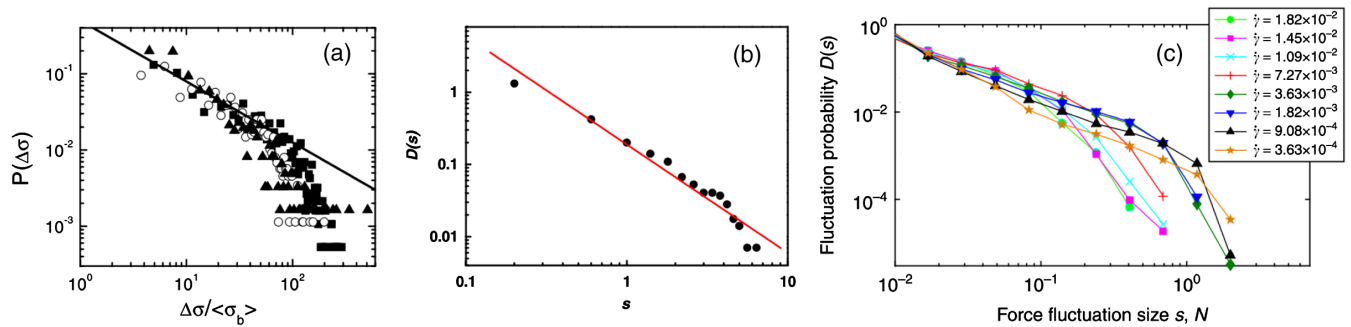 (a)
P(Δσ)
10⁻¹
10⁻²
10⁻³
10⁰ 10¹ 10²
Δσ/<σ_b>
(b)
D(s)
1
0.1
0.01
0.1 1 10
s
(c)
Fluctuation probability D(s)
10⁰
10⁻²
10⁻⁴
10⁻² 10⁻¹ 10⁰
Force fluctuation size s, N
γ̇ = 1.82×10⁻²
γ̇ = 1.45×10⁻²
γ̇ = 1.09×10⁻²
γ̇ = 7.27×10⁻³
γ̇ = 3.63×10⁻³
γ̇ = 1.82×10⁻³
γ̇ = 9.08×10⁻⁴
γ̇ = 3.63×10⁻⁴